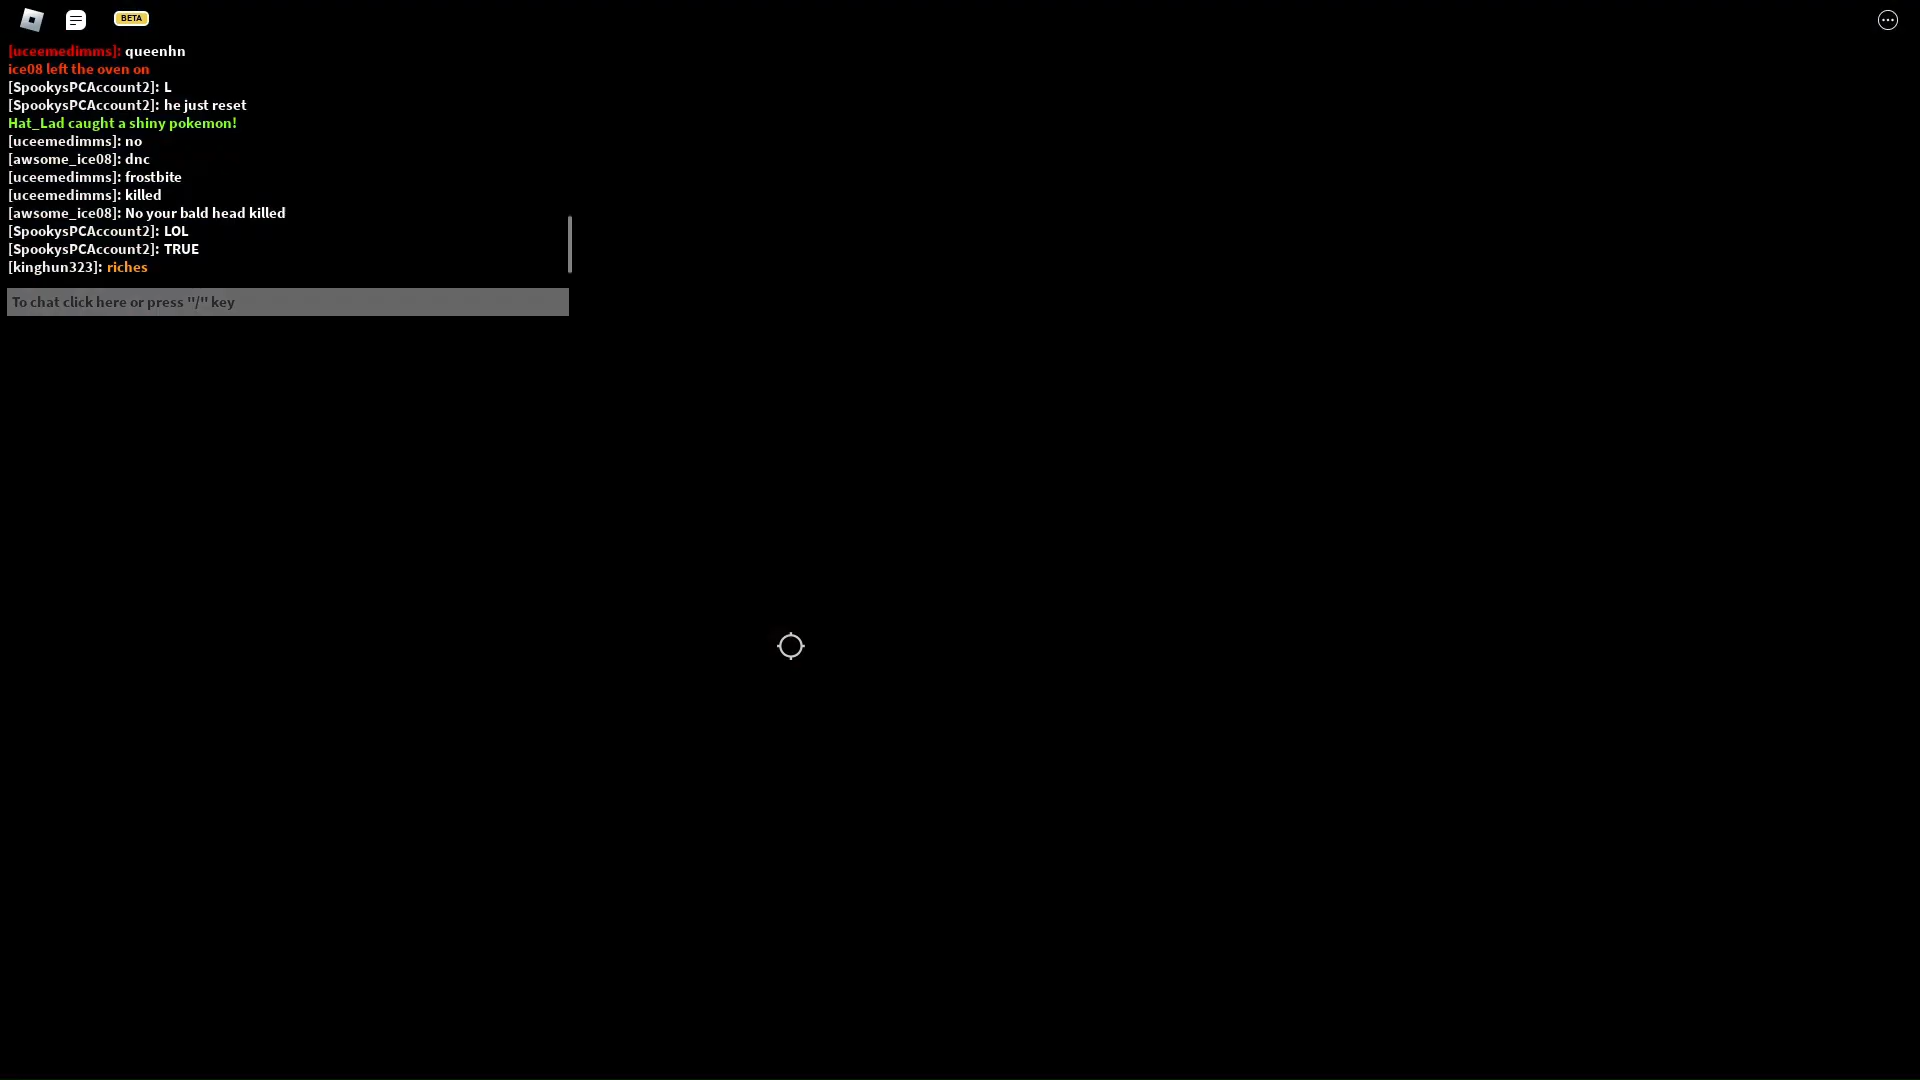 BETA
[uceemedimms]: queenhn
ice08 left the oven on
[SpookysPCAccount2]: L
[SpookysPCAccount2]: he just reset
Hat_Lad caught a shiny pokemon!
[uceemedimms]: no
[awsome_ice08]: dnc
[uceemedimms]: frostbite
[uceemedimms]: killed
[awsome_ice08]: No your bald head killed
[SpookysPCAccount2]: LOL
[SpookysPCAccount2]: TRUE
[kinghun323]: riches
To chat click here or press "/" key